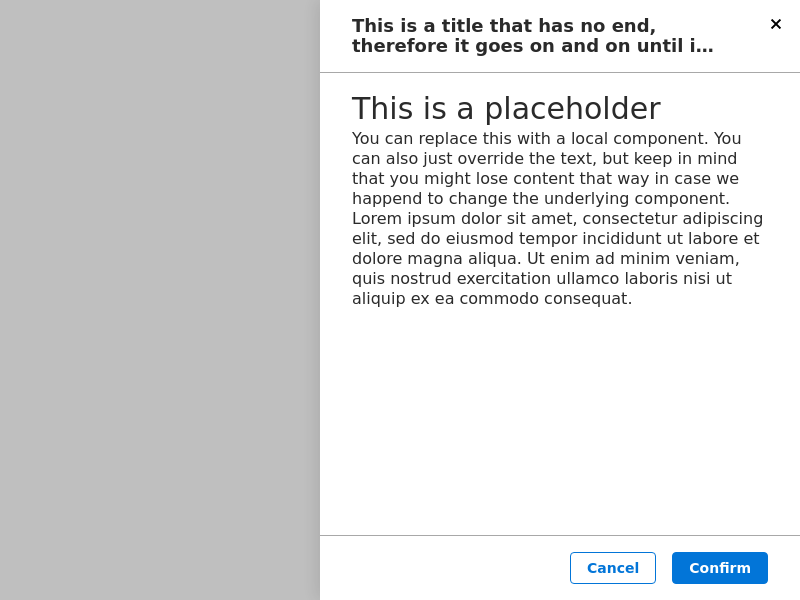 This is a title that has no end,
therefore it goes on and on until i…
×
This is a placeholder
You can replace this with a local component. You
can also just override the text, but keep in mind
that you might lose content that way in case we
happend to change the underlying component.
Lorem ipsum dolor sit amet, consectetur adipiscing
elit, sed do eiusmod tempor incididunt ut labore et
dolore magna aliqua. Ut enim ad minim veniam,
quis nostrud exercitation ullamco laboris nisi ut
aliquip ex ea commodo consequat.
Cancel
Confirm